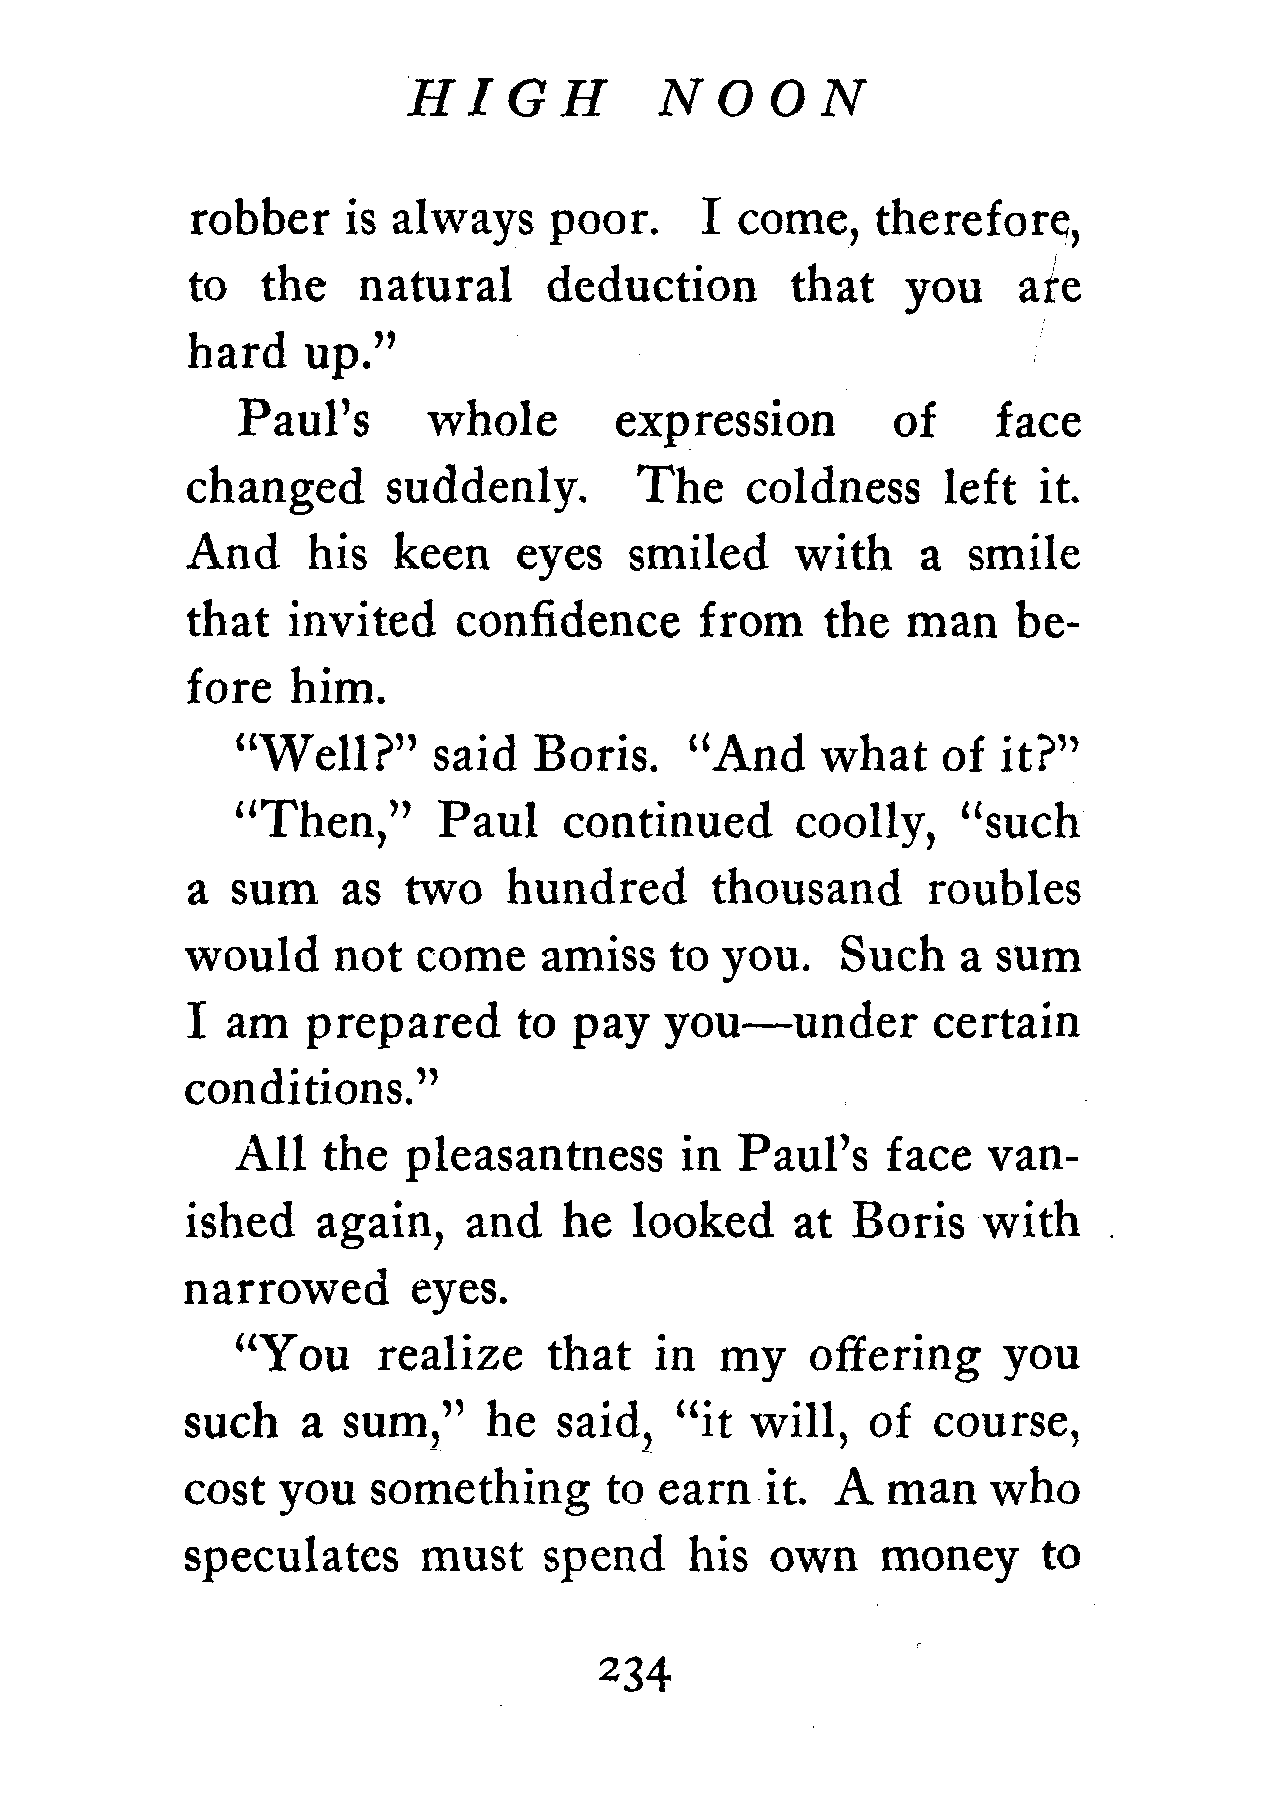 HIGH NOON
robber is always poor. I come, therefore,
to the natural deduction that you are
hard up."
Paul's whole expression of face
changed suddenly. The coldness left it.
And his keen eyes smiled with a smile
that invited confidence from the man be-
fore him.
"Well?" said Boris. "And what of it?"
"Then," Paul continued coolly, "such
a sum as two hundred thousand roubles
would not come amiss to you. Such a sum
I am prepared to pay you—under certain
conditions."
All the pleasantness in Paul's face van-
ished again, and he looked at Boris with
narrowed eyes.
"You realize that in my offering you
such a sum," he said, "it will, of course,
cost you something to earn it. A man who
speculates must spend his own money to
234